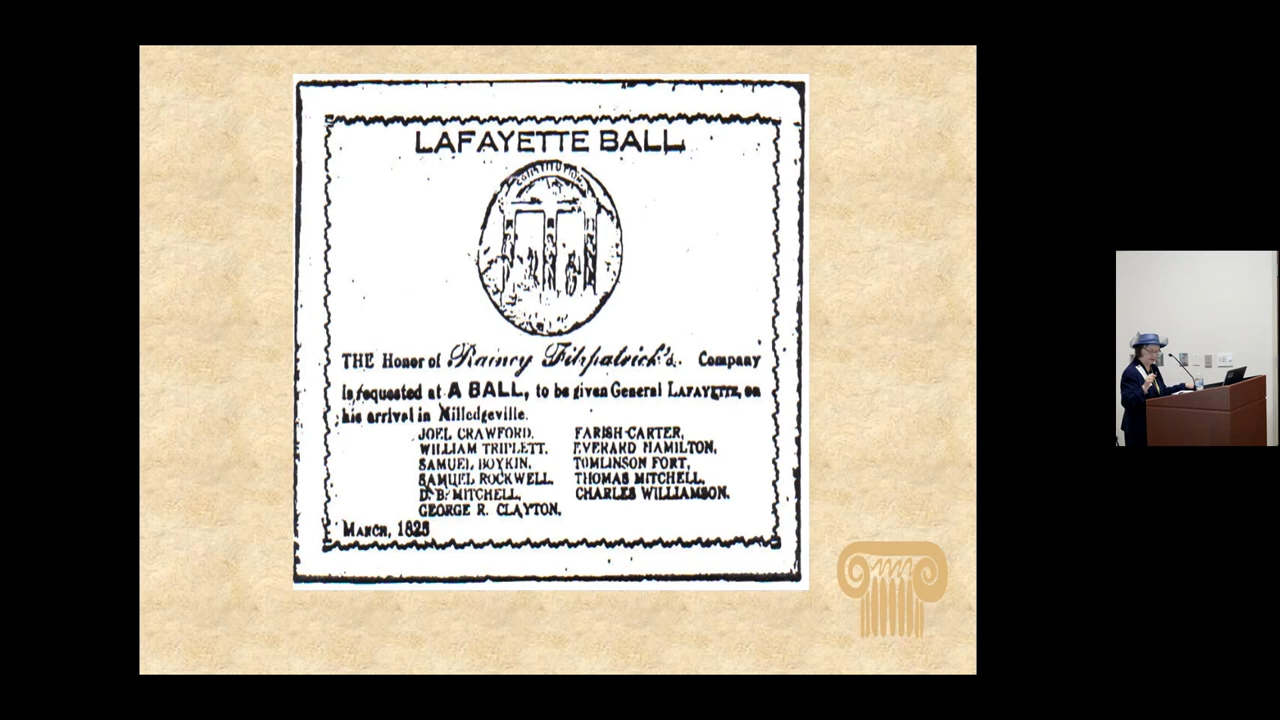 LAFAYETTE BALL
CONSTITUTION
THE Honor of Rainey Fitzpatrick's Company
is requested at A BALL, to be given General LAFAYETTE, on
his arrival in Milledgeville.
JOEL CRAWFORD,
WILLIAM TRIPLETT,
SAMUEL BOYKIN,
SAMUEL ROCKWELL,
D. B. MITCHELL,
GEORGE R. CLAYTON,
FARISH CARTER,
EVERARD HAMILTON,
TOMLINSON FORT,
THOMAS MITCHELL,
CHARLES WILLIAMSON.
MARCH, 1825